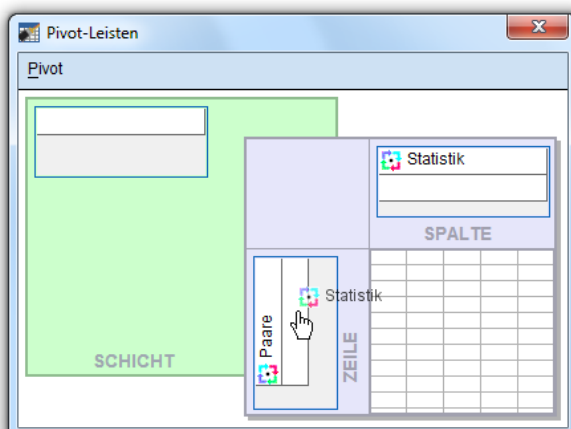 Pivot-Leisten
Pivot
Statistik
SPALTE
Statistik
Paare
ZEILE
SCHICHT